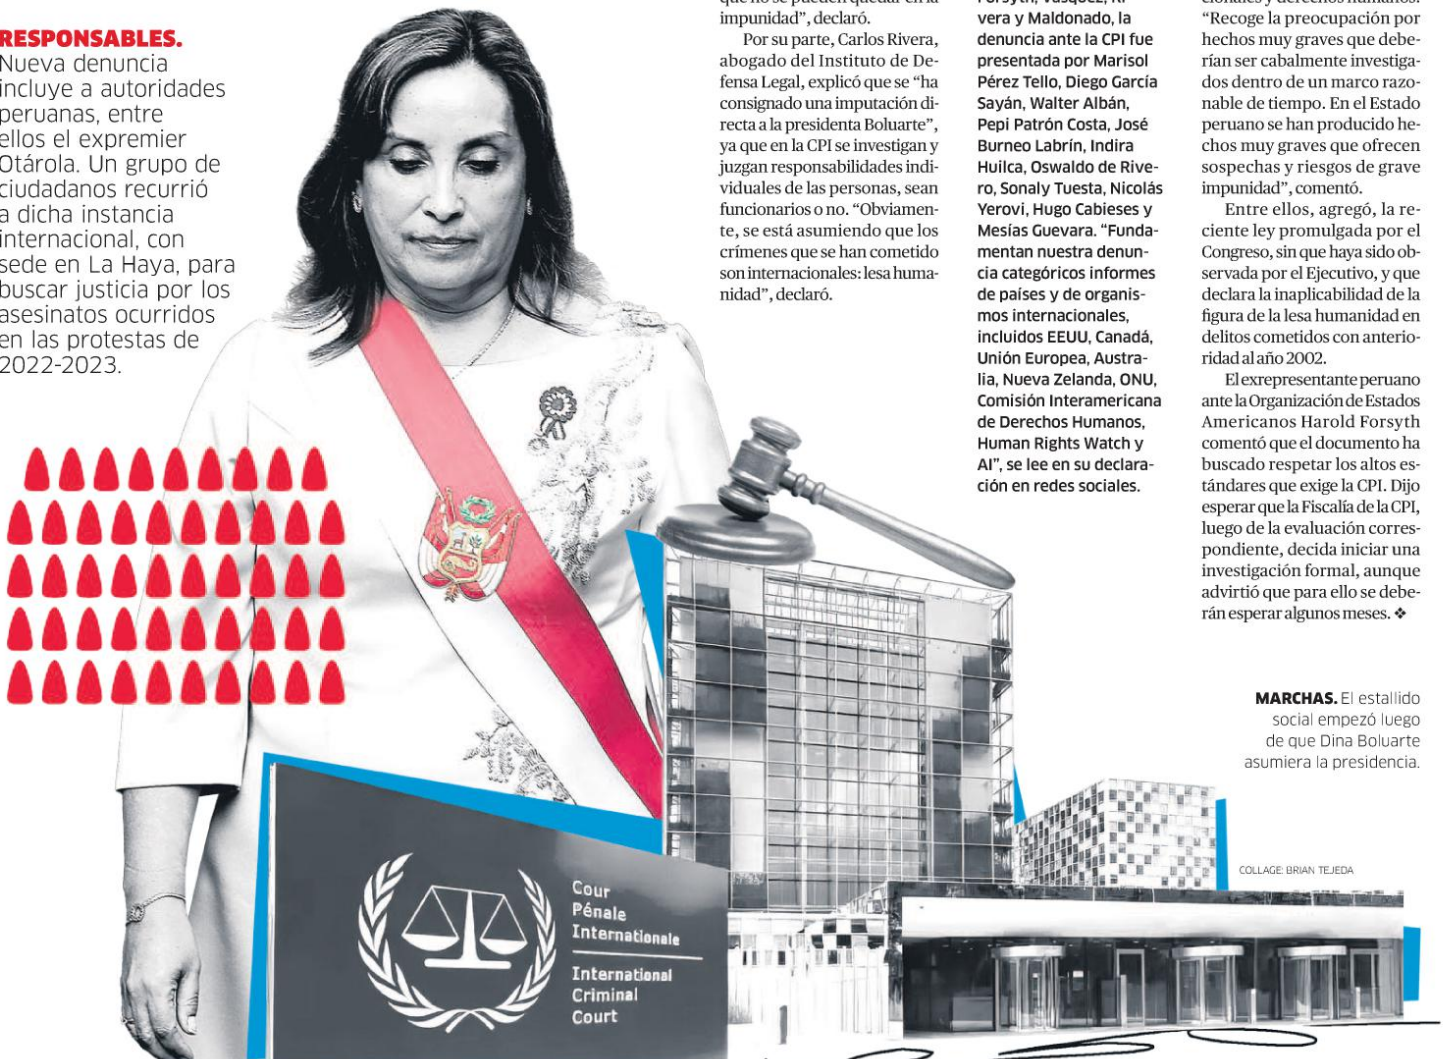 RESPONSABLES.
Nueva denuncia
incluye a autoridades
peruanas, entre
ellos el expremier
Otárola. Un grupo de
ciudadanos recurrió
a dicha instancia
internacional, con
sede en La Haya, para
buscar justicia por los
asesinatos ocurridos
en las protestas de
2022-2023.
impunidad”, declaró.
Por su parte, Carlos Rivera,
abogado del Instituto de De-
fensa Legal, explicó que se “ha
consignado una imputación di-
recta a la presidenta Boluarte”,
ya que en la CPI se investigan y
juzgan responsabilidades indi-
viduales de las personas, sean
funcionarios o no. “Obviamen-
te, se está asumiendo que los
crímenes que se han cometido
son internacionales: lesa huma-
nidad”, declaró.
vera y Maldonado, la
denuncia ante la CPI fue
presentada por Marisol
Pérez Tello, Diego García
Sayán, Walter Albán,
Pepi Patrón Costa, José
Burneo Labrín, Indira
Huilca, Oswaldo de Rive-
ro, Sonaly Tuesta, Nicolás
Yerovi, Hugo Cabieses y
Mesías Guevara. “Funda-
mentan nuestra denun-
cia categóricos informes
de países y de organis-
mos internacionales,
incluidos EEUU, Canadá,
Unión Europea, Austra-
lia, Nueva Zelanda, ONU,
Comisión Interamericana
de Derechos Humanos,
Human Rights Watch y
AI”, se lee en su declara-
ción en redes sociales.
“Recoge la preocupación por
hechos muy graves que debe-
rían ser cabalmente investiga-
dos dentro de un marco razo-
nable de tiempo. En el Estado
peruano se han producido he-
chos muy graves que ofrecen
sospechas y riesgos de grave
impunidad”, comentó.
Entre ellos, agregó, la re-
ciente ley promulgada por el
Congreso, sin que haya sido ob-
servada por el Ejecutivo, y que
declara la inaplicabilidad de la
figura de la lesa humanidad en
delitos cometidos con anterio-
ridad al año 2002.
El exrepresentante peruano
ante la Organización de Estados
Americanos Harold Forsyth
comentó que el documento ha
buscado respetar los altos es-
tándares que exige la CPI. Dijo
esperar que la Fiscalía de la CPI,
luego de la evaluación corres-
pondiente, decida iniciar una
investigación formal, aunque
advirtió que para ello se debe-
rán esperar algunos meses. ❖
MARCHAS. El estallido
social empezó luego
de que Dina Boluarte
asumiera la presidencia.
COLLAGE: BRIAN TEJEDA
Cour
Pénale
Internationale
International
Criminal
Court